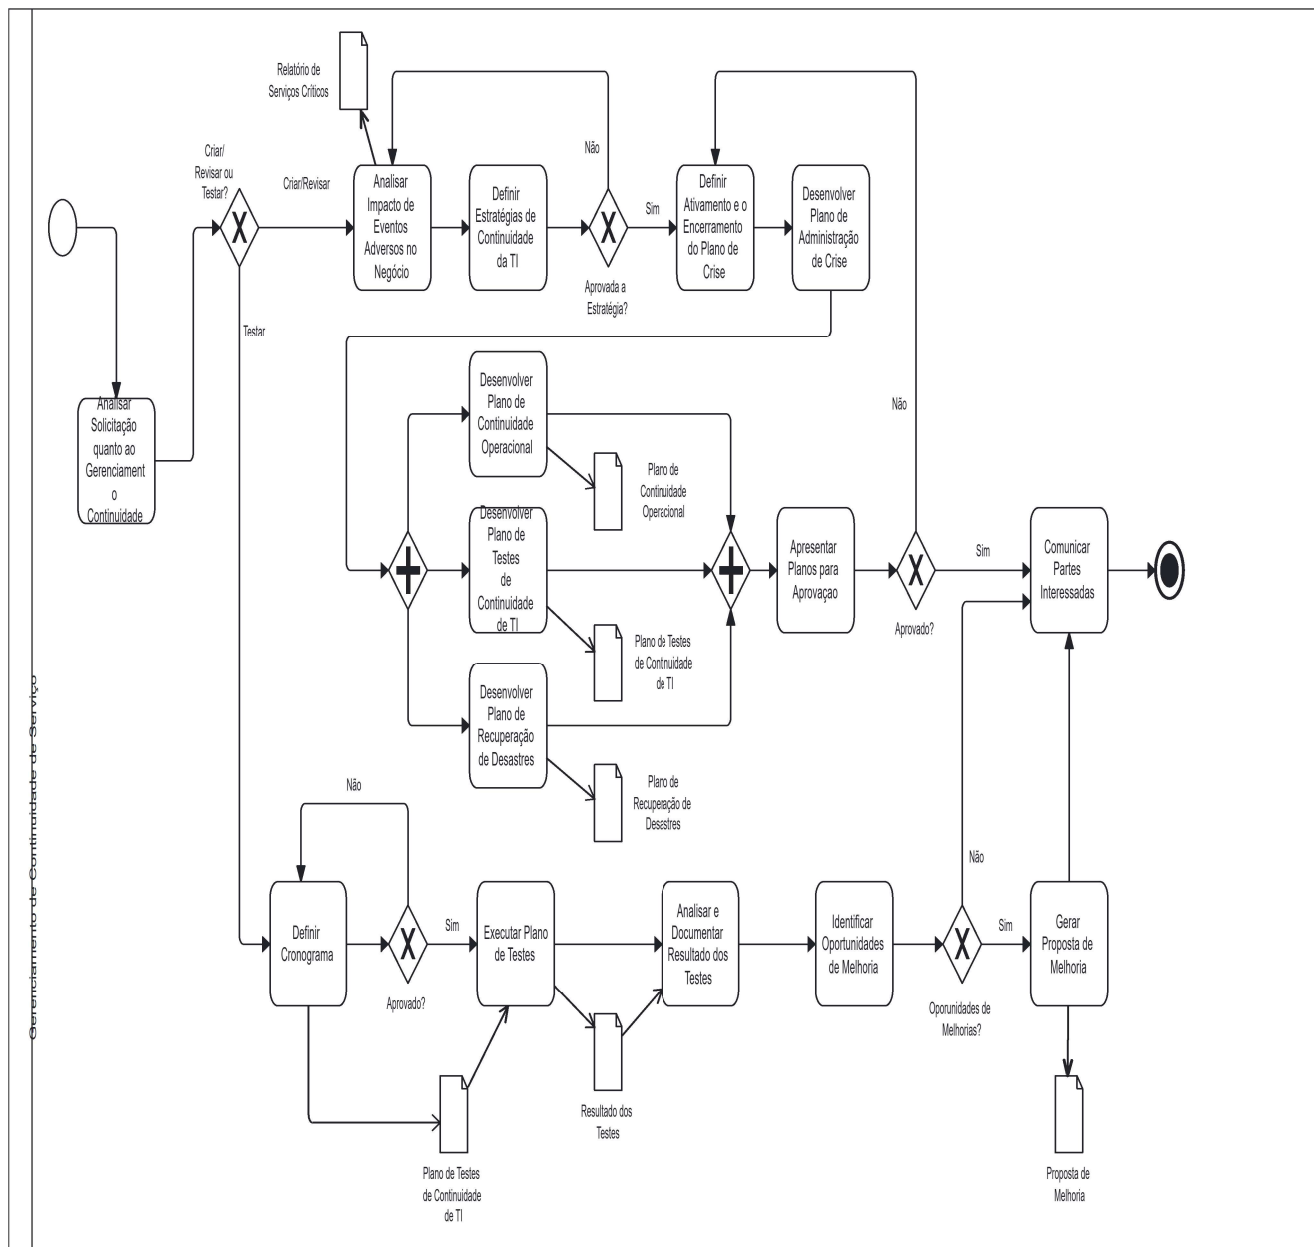 Relatório de
Serviços Críticos
Criar/
Revisar ou
Testar?
Criar/Revisar
Analisar
Impacto de
Eventos
Adversos no
Negócio
Definir
Estratégias de
Continuidade
da TI
Não
Aprovada a
Estratégia?
Sim
Definir
Ativamento e o
Encerramento
do Plano de
Crise
Desenvolver
Plano de
Administração
de Crise
Testar
Analisar
Solicitação
quanto ao
Gerenciament
o
Continuidade
Desenvolver
Plano de
Continuidade
Operacional
Plano de
Continuidade
Operacional
Desenvolver
Plano de
Testes
de
Continuidade
de TI
Plano de Testes
de Continuidade
de TI
Desenvolver
Plano de
Recuperação
de Desastres
Plano de
Recuperação de
Desastres
Apresentar
Planos para
Aprovaçao
Não
Aprovado?
Sim
Comunicar
Partes
Interessadas
Gerenciamento de Continuidade de Serviço
Não
Definir
Cronograma
Aprovado?
Sim
Executar Plano
de Testes
Analisar e
Documentar
Resultado dos
Testes
Identificar
Oportunidades
de Melhoria
Não
Oporunidades de
Melhorias?
Sim
Gerar
Proposta de
Melhoria
Resultado dos
Testes
Plano de Testes
de Continuidade
de TI
Proposta de
Melhoria